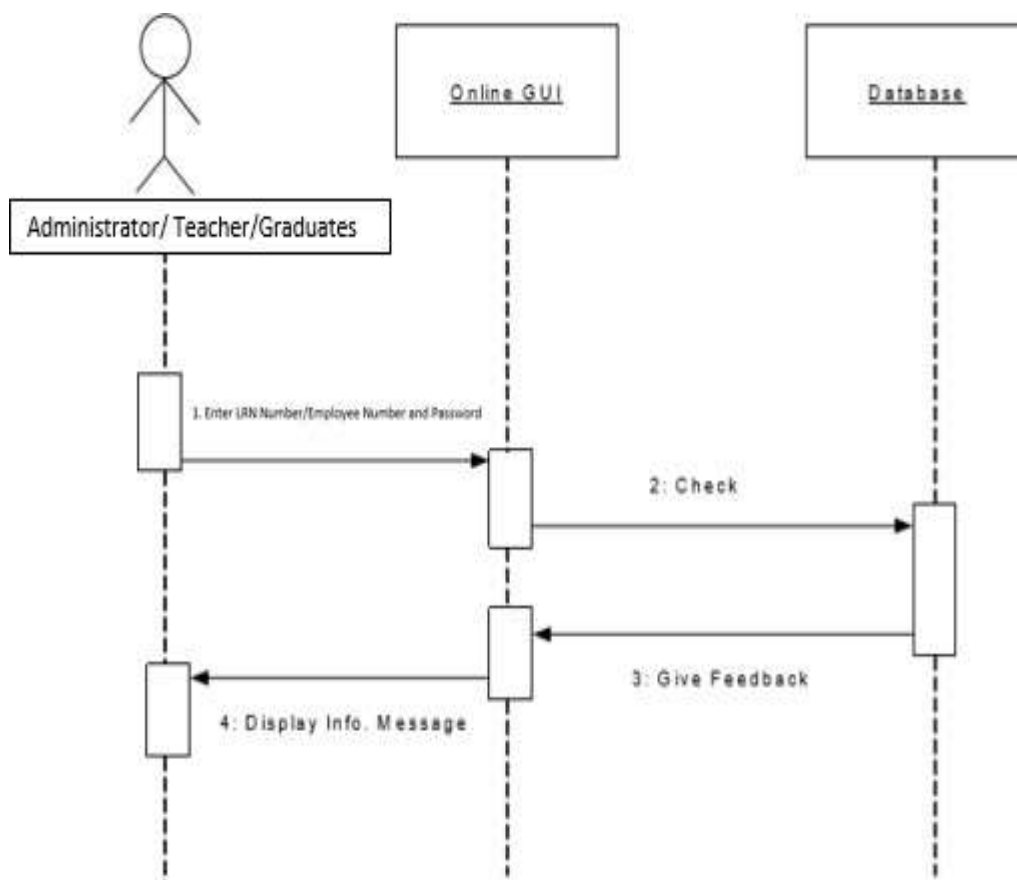 Online GUI
Database
Administrator/ Teacher/Graduates
1. Enter LRN Number/Employee Number and Password
2: Check
3: Give Feedback
4: Display Info. Message